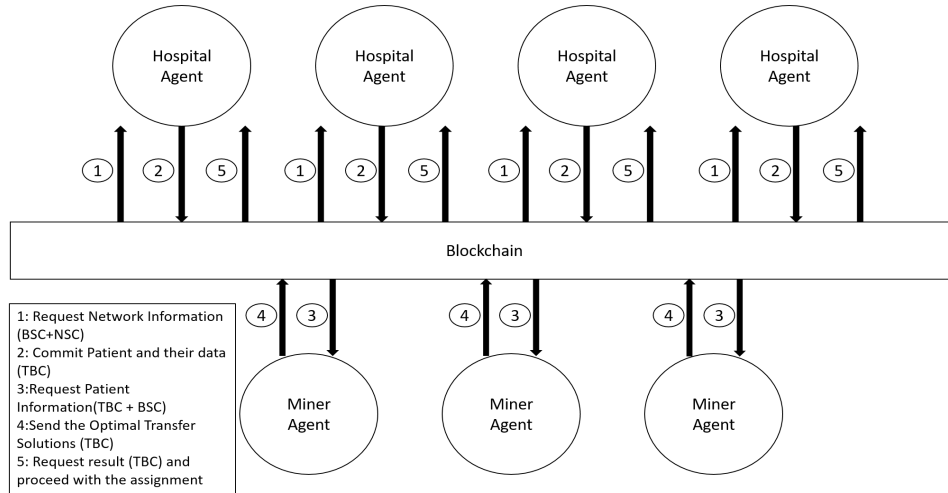 Hospital
Agent
Hospital
Agent
Hospital
Agent
Hospital
Agent
1
2
5
1
2
5
1
2
5
1
2
5
Blockchain
4
3
4
3
4
3
1: Request Network Information
(BSC+NSC)
2: Commit Patient and their data
(TBC)
3:Request Patient
Information(TBC + BSC)
4:Send the Optimal Transfer
Solutions (TBC)
5: Request result (TBC) and
proceed with the assignment
Miner
Agent
Miner
Agent
Miner
Agent